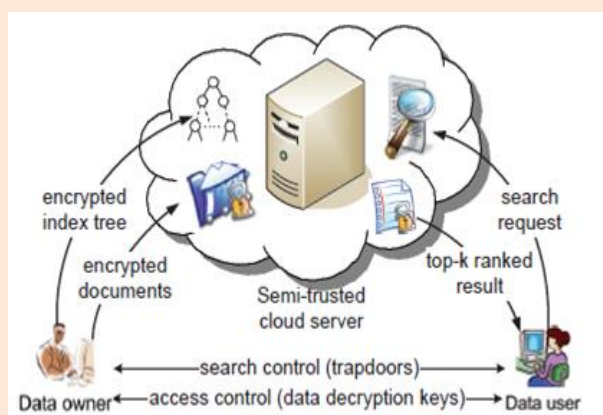 encrypted
index tree
encrypted
documents
Semi-trusted
cloud server
search
request
top-k ranked
result
search control (trapdoors)
access control (data decryption keys)
Data owner
Data user